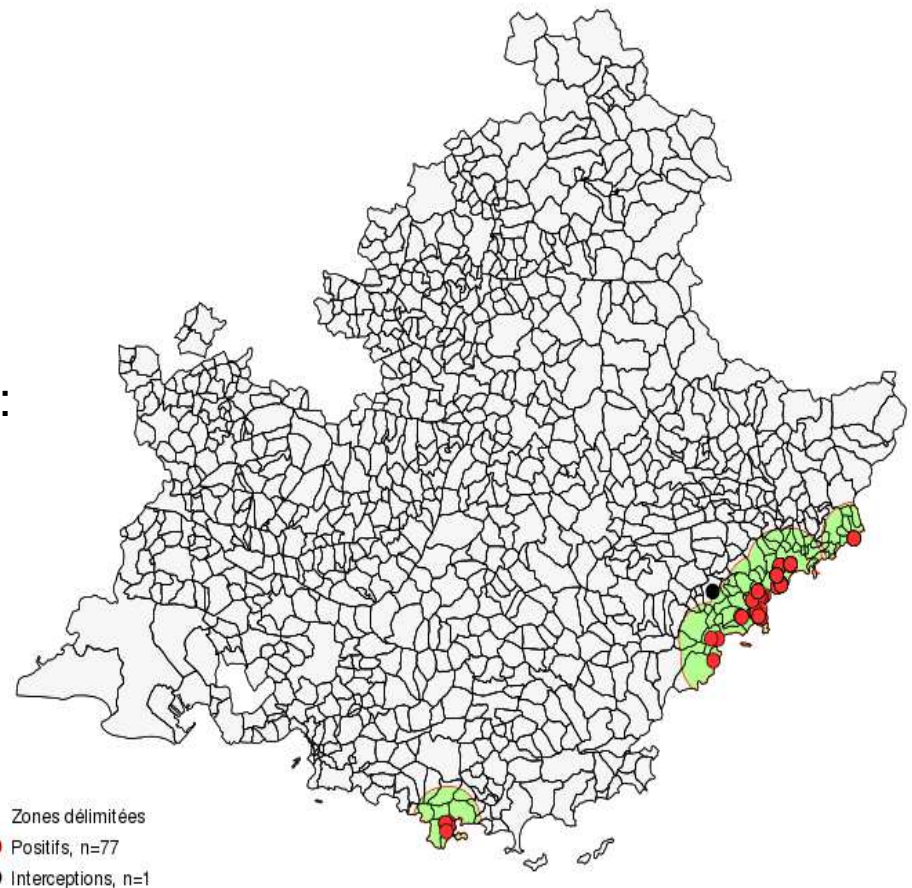 :
Zones délimitées
Positifs, n=77
Interceptions, n=1